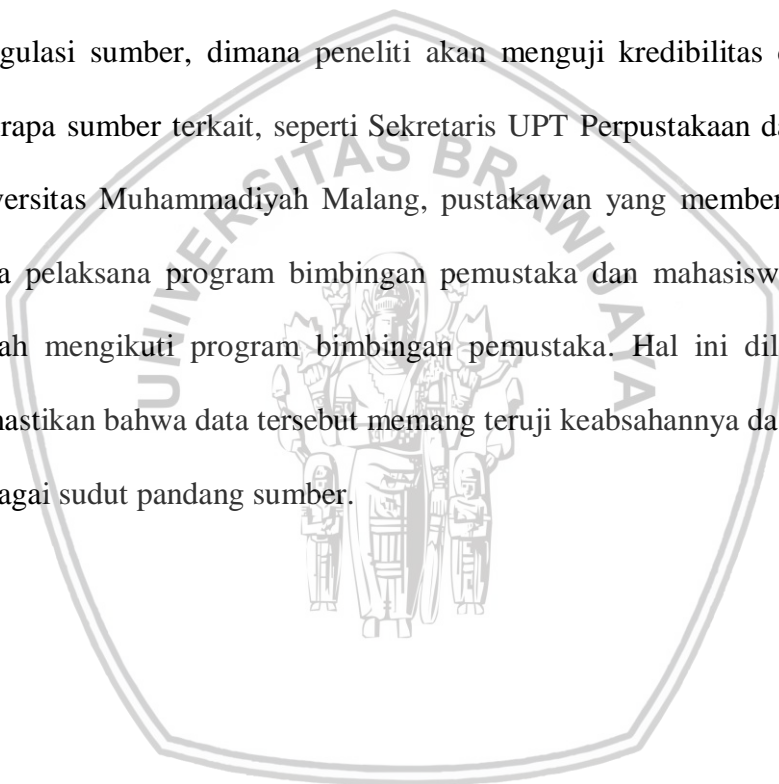 gulasi sumber, dimana peneliti akan menguji kredibilitas
rapa sumber terkait, seperti Sekretaris UPT Perpustakaan da
versitas Muhammadiyah Malang, pustakawan yang member
a pelaksana program bimbingan pemustaka dan mahasisw
ah mengikuti program bimbingan pemustaka. Hal ini dil
nastikan bahwa data tersebut memang teruji keabsahannya da
agai sudut pandang sumber.
UNIVERSITAS BRAWIJAYA